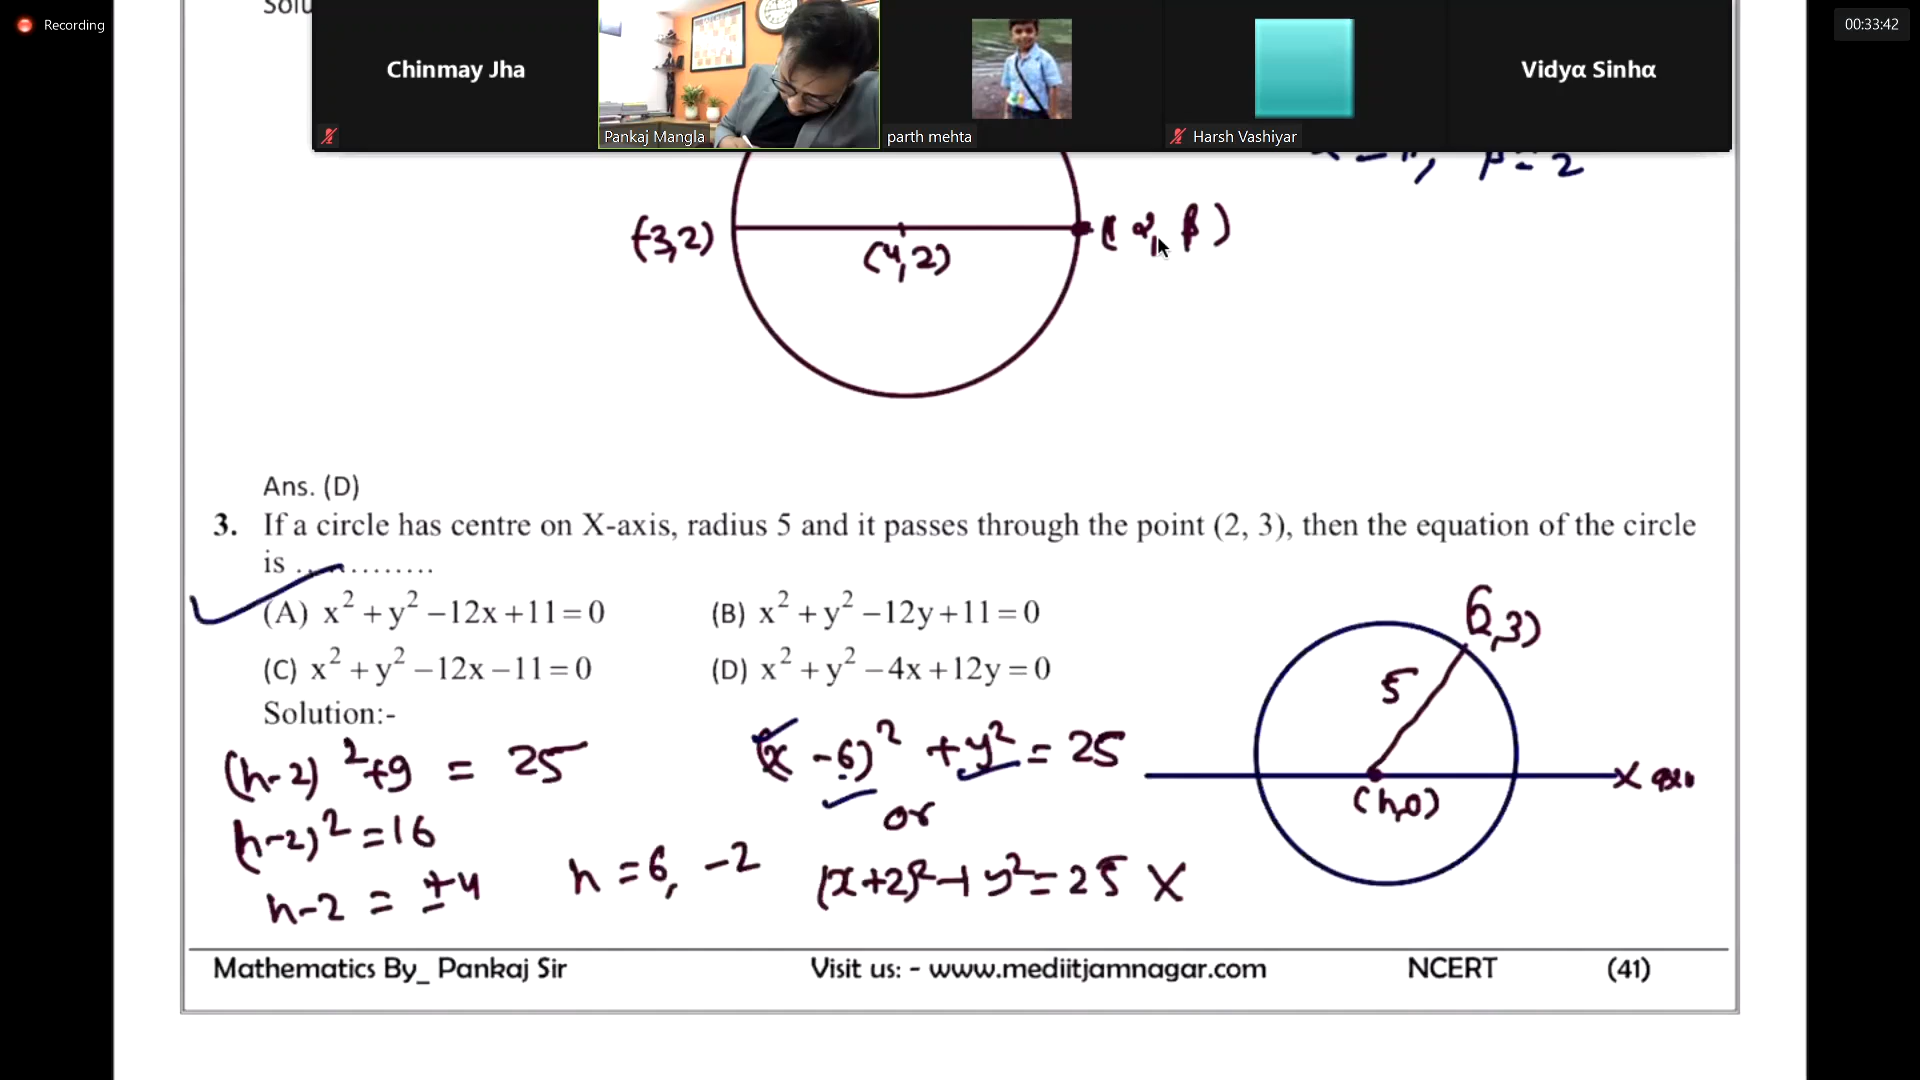 Recording
00:33:42
Solu
Chinmay Jha
Pankaj Mangla
parth mehta
Harsh Vashiyar
Vidyα Sinhα
β = 2
(-3,2)
(4,2)
(α, β)
Ans. (D)
3. If a circle has centre on X-axis, radius 5 and it passes through the point (2, 3), then the equation of the circle
is ..............
(A) x² + y² − 12x + 11 = 0
(B) x² + y² − 12y + 11 = 0
(C) x² + y² − 12x − 11 = 0
(D) x² + y² − 4x + 12y = 0
Solution:-
(h-2)² + 9 = 25
(h-2)² = 16
h-2 = ±4
h = 6, -2
(x - 6)² + y² = 25
or
(x+2)² + y² = 25 X
(2,3)
5
(h,0)
Mathematics By_ Pankaj Sir
Visit us: - www.mediitjamnagar.com
NCERT
(41)